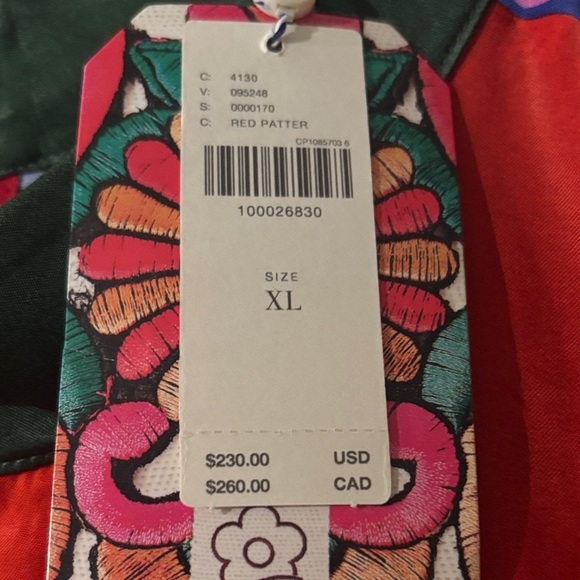 C: 4130
V: 095248
S: 0000170
C: RED PATTER
CP1085703 6
100026830
SIZE
XL
$230.00 USD
$260.00 CAD